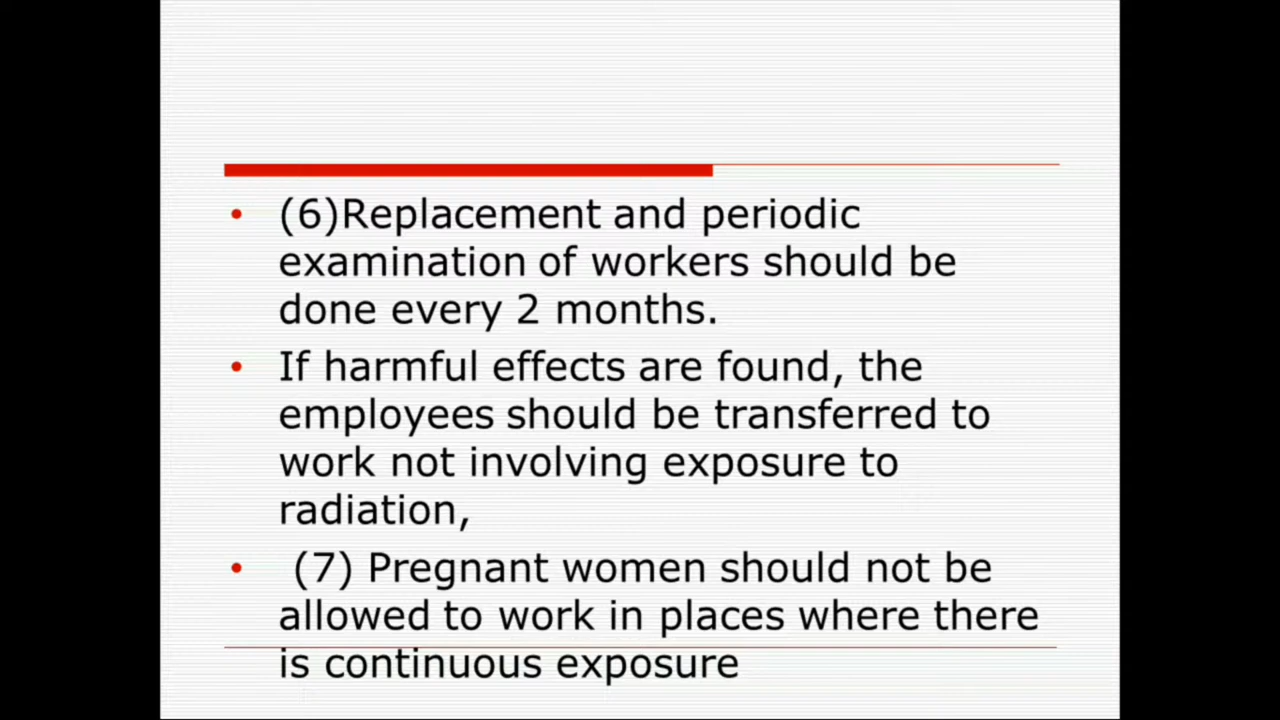 • (6)Replacement and periodic
examination of workers should be
done every 2 months.
• If harmful effects are found, the
employees should be transferred to
work not involving exposure to
radiation,
• (7) Pregnant women should not be
allowed to work in places where there
is continuous exposure